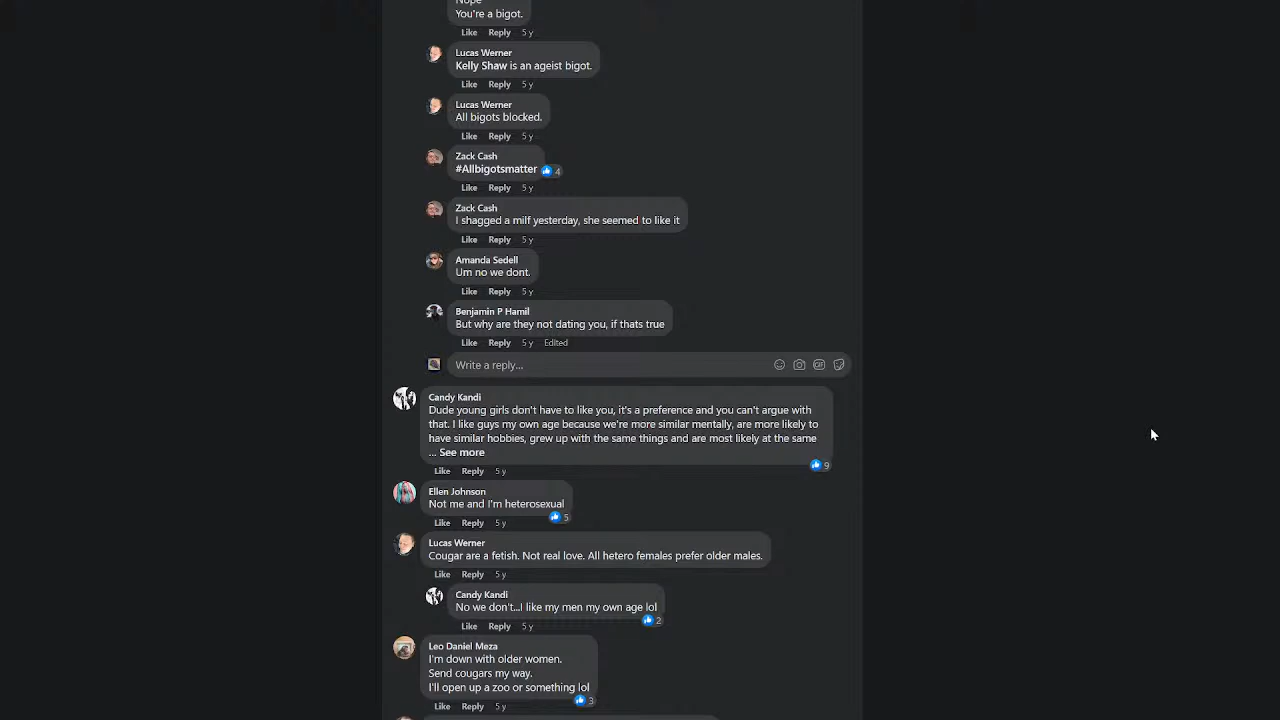 Nope
You're a bigot.
Like Reply 5 y
Lucas Werner
Kelly Shaw is an ageist bigot.
Like Reply 5 y
Lucas Werner
All bigots blocked.
Like Reply 5 y
Zack Cash
#Allbigotsmatter 4
Like Reply 5 y
Zack Cash
I shagged a milf yesterday, she seemed to like it
Like Reply 5 y
Amanda Sedell
Um no we dont.
Like Reply 5 y
Benjamin P Hamil
But why are they not dating you, if thats true
Like Reply 5 y Edited
Write a reply...
Candy Kandi
Dude young girls don't have to like you, it's a preference and you can't argue with
that. I like guys my own age because we're more similar mentally, are more likely to
have similar hobbies, grew up with the same things and are most likely at the same
... See more
9
Like Reply 5 y
Ellen Johnson
Not me and I'm heterosexual
5
Like Reply 5 y
Lucas Werner
Cougar are a fetish. Not real love. All hetero females prefer older males.
Like Reply 5 y
Candy Kandi
No we don't...I like my men my own age lol
2
Like Reply 5 y
Leo Daniel Meza
I'm down with older women.
Send cougars my way.
I'll open up a zoo or something lol
3
Like Reply 5 y